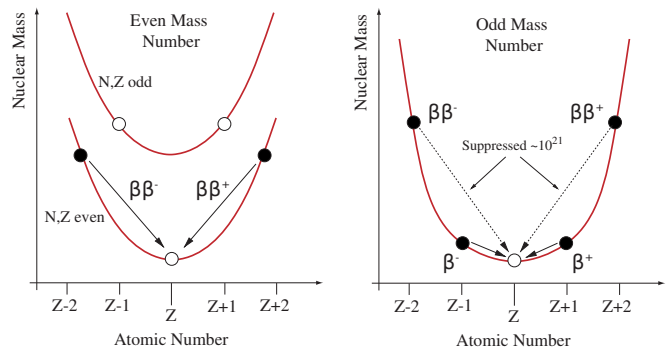 Nuclear Mass
Even Mass
Number
N,Z odd
N,Z even
ββ-
ββ+
Z-2
Z-1
Z
Z+1
Z+2
Atomic Number
Nuclear Mass
Odd Mass
Number
ββ-
ββ+
Suppressed ~10^21
β-
β+
Z-2
Z-1
Z
Z+1
Z+2
Atomic Number